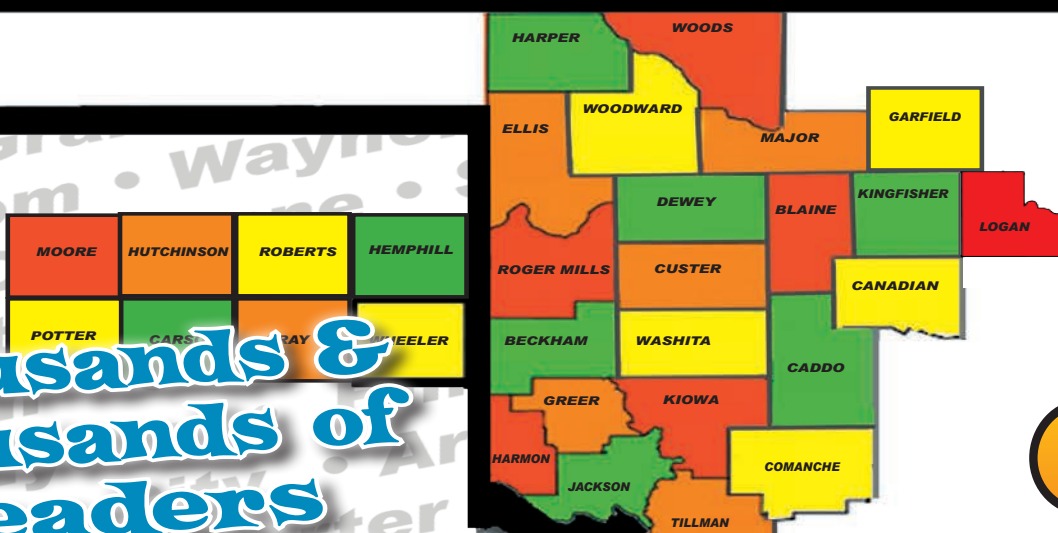 HARPER
WOODS
WOODWARD
GARFIELD
ELLIS
MAJOR
DEWEY
BLAINE
KINGFISHER
LOGAN
MOORE
HUTCHINSON
ROBERTS
HEMPHILL
ROGER MILLS
CUSTER
CANADIAN
POTTER
BECKHAM
WASHITA
CADDO
GREER
KIOWA
HARMON
JACKSON
COMANCHE
TILLMAN
&
of